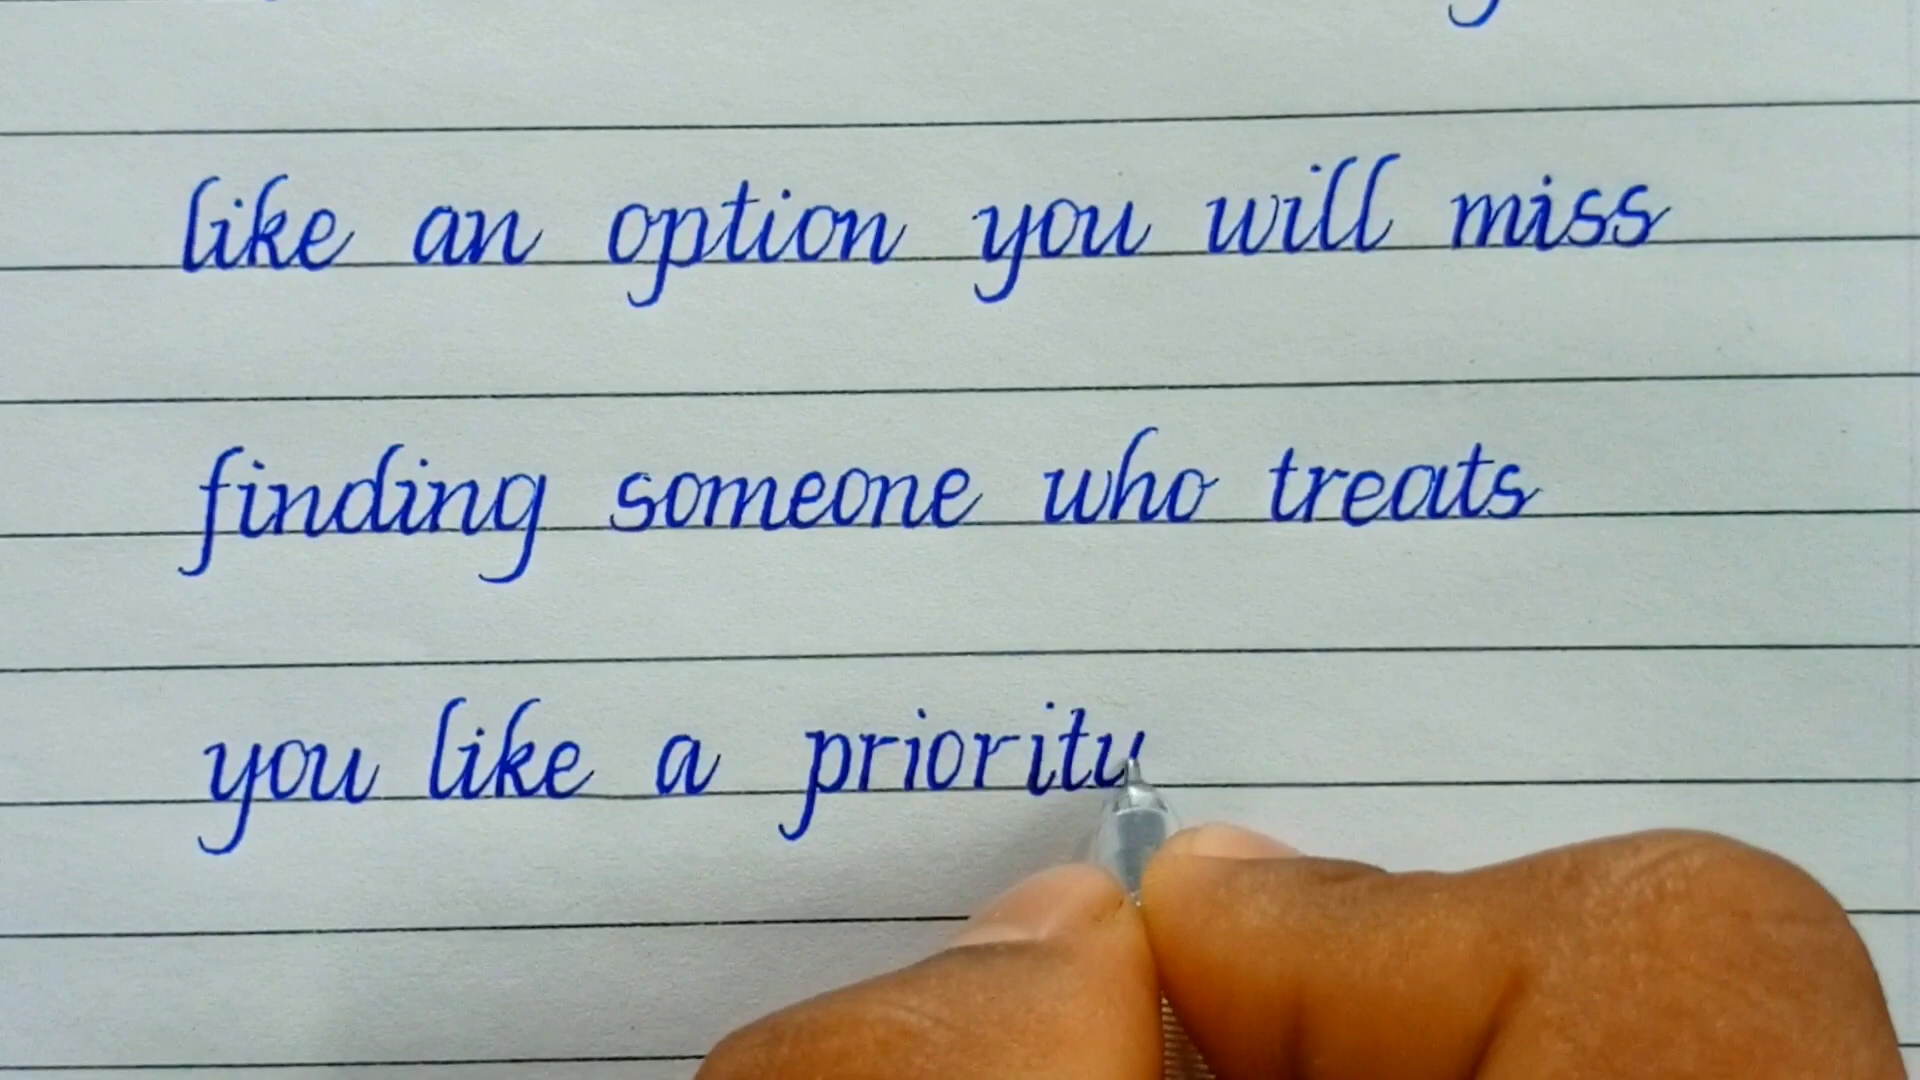 like an option you will miss
finding someone who treats
you like a priority